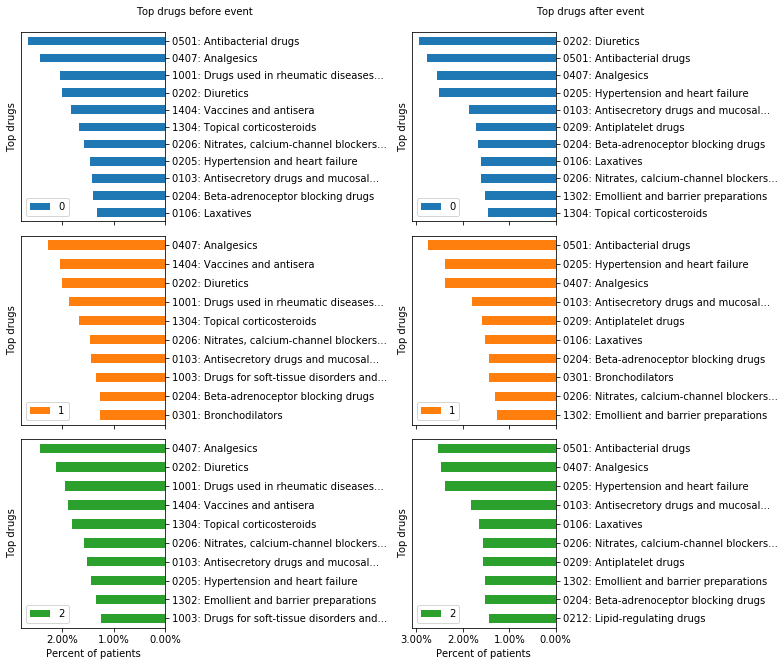 Top drugs before event
Top drugs
0501: Antibacterial drugs
0407: Analgesics
1001: Drugs used in rheumatic diseases...
0202: Diuretics
1404: Vaccines and antisera
1304: Topical corticosteroids
0206: Nitrates, calcium-channel blockers...
0205: Hypertension and heart failure
0103: Antisecretory drugs and mucosal...
0204: Beta-adrenoceptor blocking drugs
0106: Laxatives
0
Top drugs after event
Top drugs
0202: Diuretics
0501: Antibacterial drugs
0407: Analgesics
0205: Hypertension and heart failure
0103: Antisecretory drugs and mucosal...
0209: Antiplatelet drugs
0204: Beta-adrenoceptor blocking drugs
0106: Laxatives
0206: Nitrates, calcium-channel blockers...
1302: Emollient and barrier preparations
1304: Topical corticosteroids
0
Top drugs
0407: Analgesics
1404: Vaccines and antisera
0202: Diuretics
1001: Drugs used in rheumatic diseases...
1304: Topical corticosteroids
0206: Nitrates, calcium-channel blockers...
0103: Antisecretory drugs and mucosal...
1003: Drugs for soft-tissue disorders and...
0204: Beta-adrenoceptor blocking drugs
0301: Bronchodilators
1
Top drugs
0501: Antibacterial drugs
0205: Hypertension and heart failure
0407: Analgesics
0103: Antisecretory drugs and mucosal...
0209: Antiplatelet drugs
0106: Laxatives
0204: Beta-adrenoceptor blocking drugs
0301: Bronchodilators
0206: Nitrates, calcium-channel blockers...
1302: Emollient and barrier preparations
1
Top drugs
0407: Analgesics
0202: Diuretics
1001: Drugs used in rheumatic diseases...
1404: Vaccines and antisera
1304: Topical corticosteroids
0206: Nitrates, calcium-channel blockers...
0103: Antisecretory drugs and mucosal...
0205: Hypertension and heart failure
1302: Emollient and barrier preparations
1003: Drugs for soft-tissue disorders and...
2
2.00% 1.00% 0.00%
Percent of patients
Top drugs
0501: Antibacterial drugs
0407: Analgesics
0205: Hypertension and heart failure
0103: Antisecretory drugs and mucosal...
0106: Laxatives
0206: Nitrates, calcium-channel blockers...
0209: Antiplatelet drugs
1302: Emollient and barrier preparations
0204: Beta-adrenoceptor blocking drugs
0212: Lipid-regulating drugs
2
3.00% 2.00% 1.00% 0.00%
Percent of patients